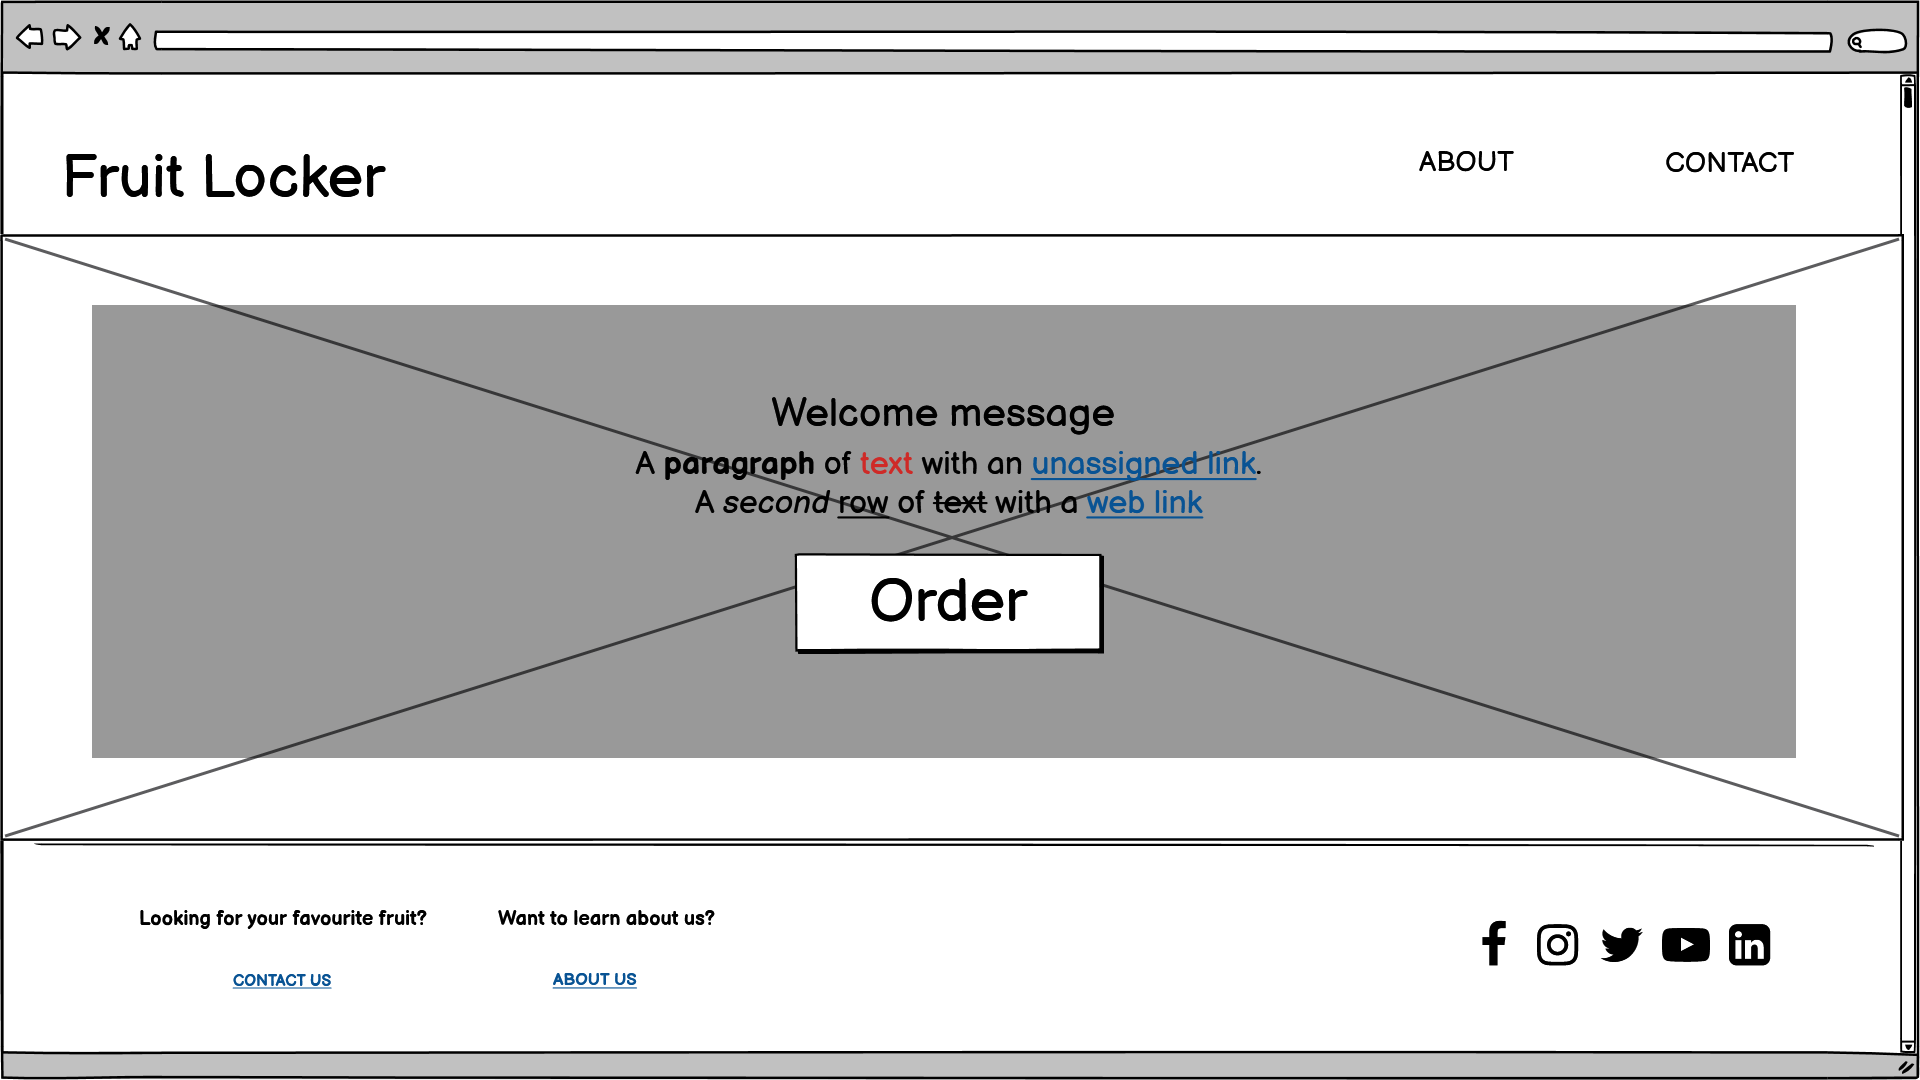 Fruit Locker
ABOUT
CONTACT
Welcome message
A paragraph of text with an unassigned link.
A second row of text with a web link
Order
Looking for your favourite fruit?
Want to learn about us?
CONTACT US
ABOUT US